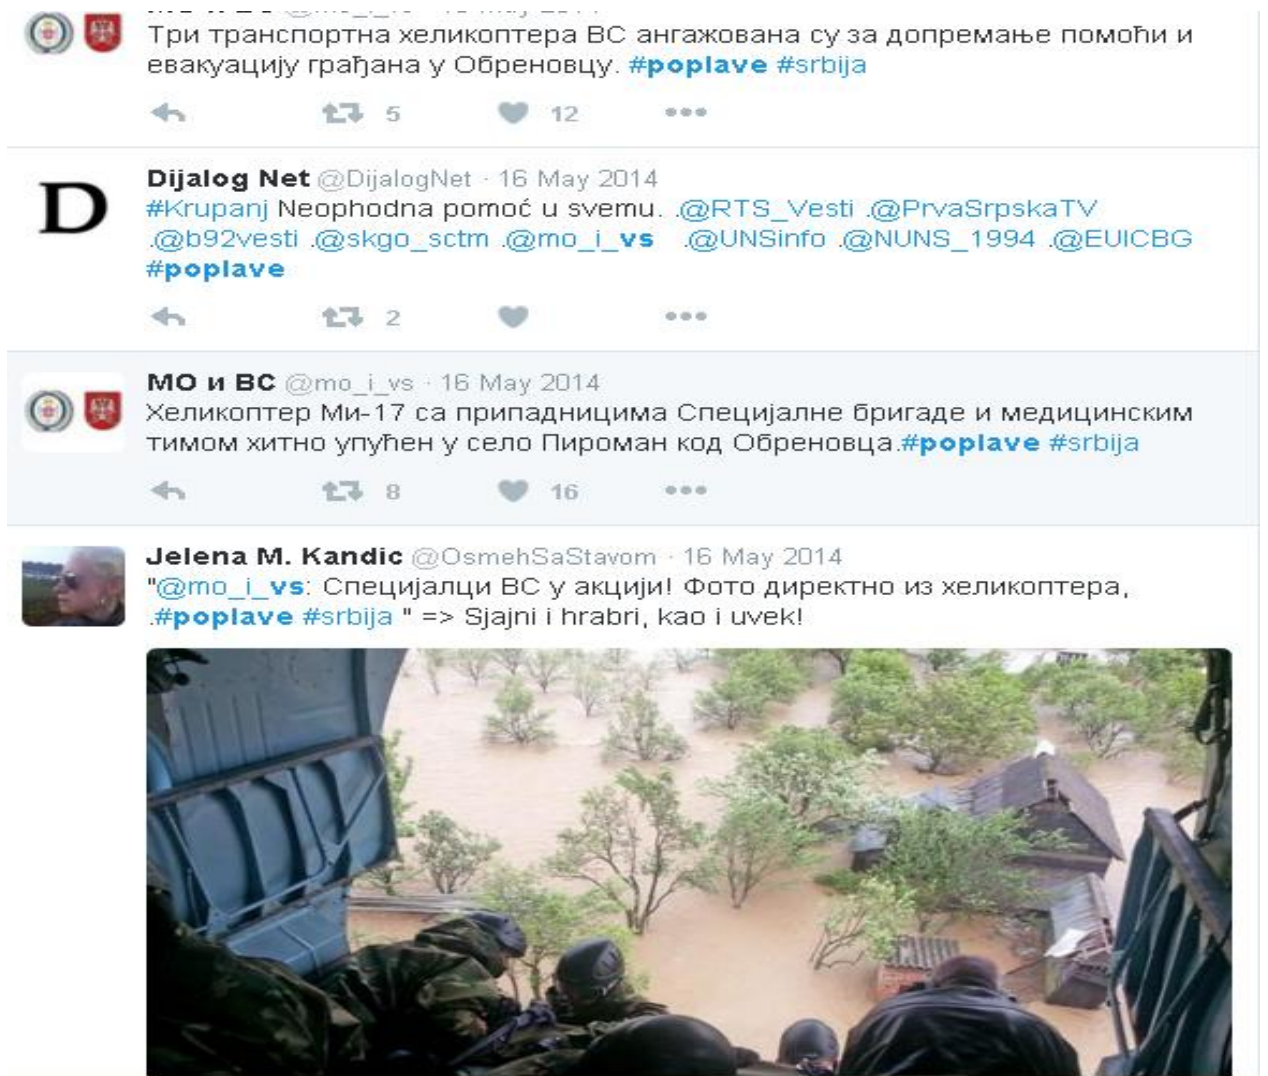 Три транспортна хеликоптера ВС ангажована су за допремање помоћи и
евакуацију грађана у Обреновцу. #poplave #srbija
5 12
D
Dijalog Net @DijalogNet · 16 May 2014
#Krupanj Neophodna pomoć u svemu. .@RTS_Vesti .@PrvaSrpskaTV
.@b92vesti .@skgo_sctm .@mo_i_vs .@UNSinfo .@NUNS_1994 .@EUICBG
#poplave
2
МО и ВС @mo_i_vs · 16 May 2014
Хеликоптер Ми-17 са припадницима Специјалне бригаде и медицинским
тимом хитно упућен у село Пироман код Обреновца.#poplave #srbija
8 16
Jelena M. Kandic @OsmehSaStavom · 16 May 2014
"@mo_i_vs: Специјалци ВС у акцији! Фото директно из хеликоптера,
.#poplave #srbija " => Sjajni i hrabri, kao i uvek!